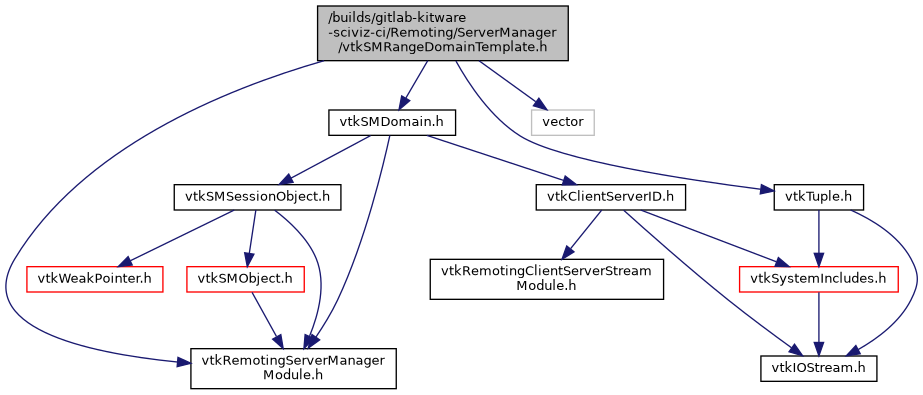 /builds/gitlab-kitware
-sciviz-ci/Remoting/ServerManager
/vtkSMRangeDomainTemplate.h
vtkSMDomain.h
vector
vtkSMSessionObject.h
vtkClientServerID.h
vtkTuple.h
vtkWeakPointer.h
vtkSMObject.h
vtkRemotingClientServerStream
Module.h
vtkSystemIncludes.h
vtkRemotingServerManager
Module.h
vtkIOStream.h